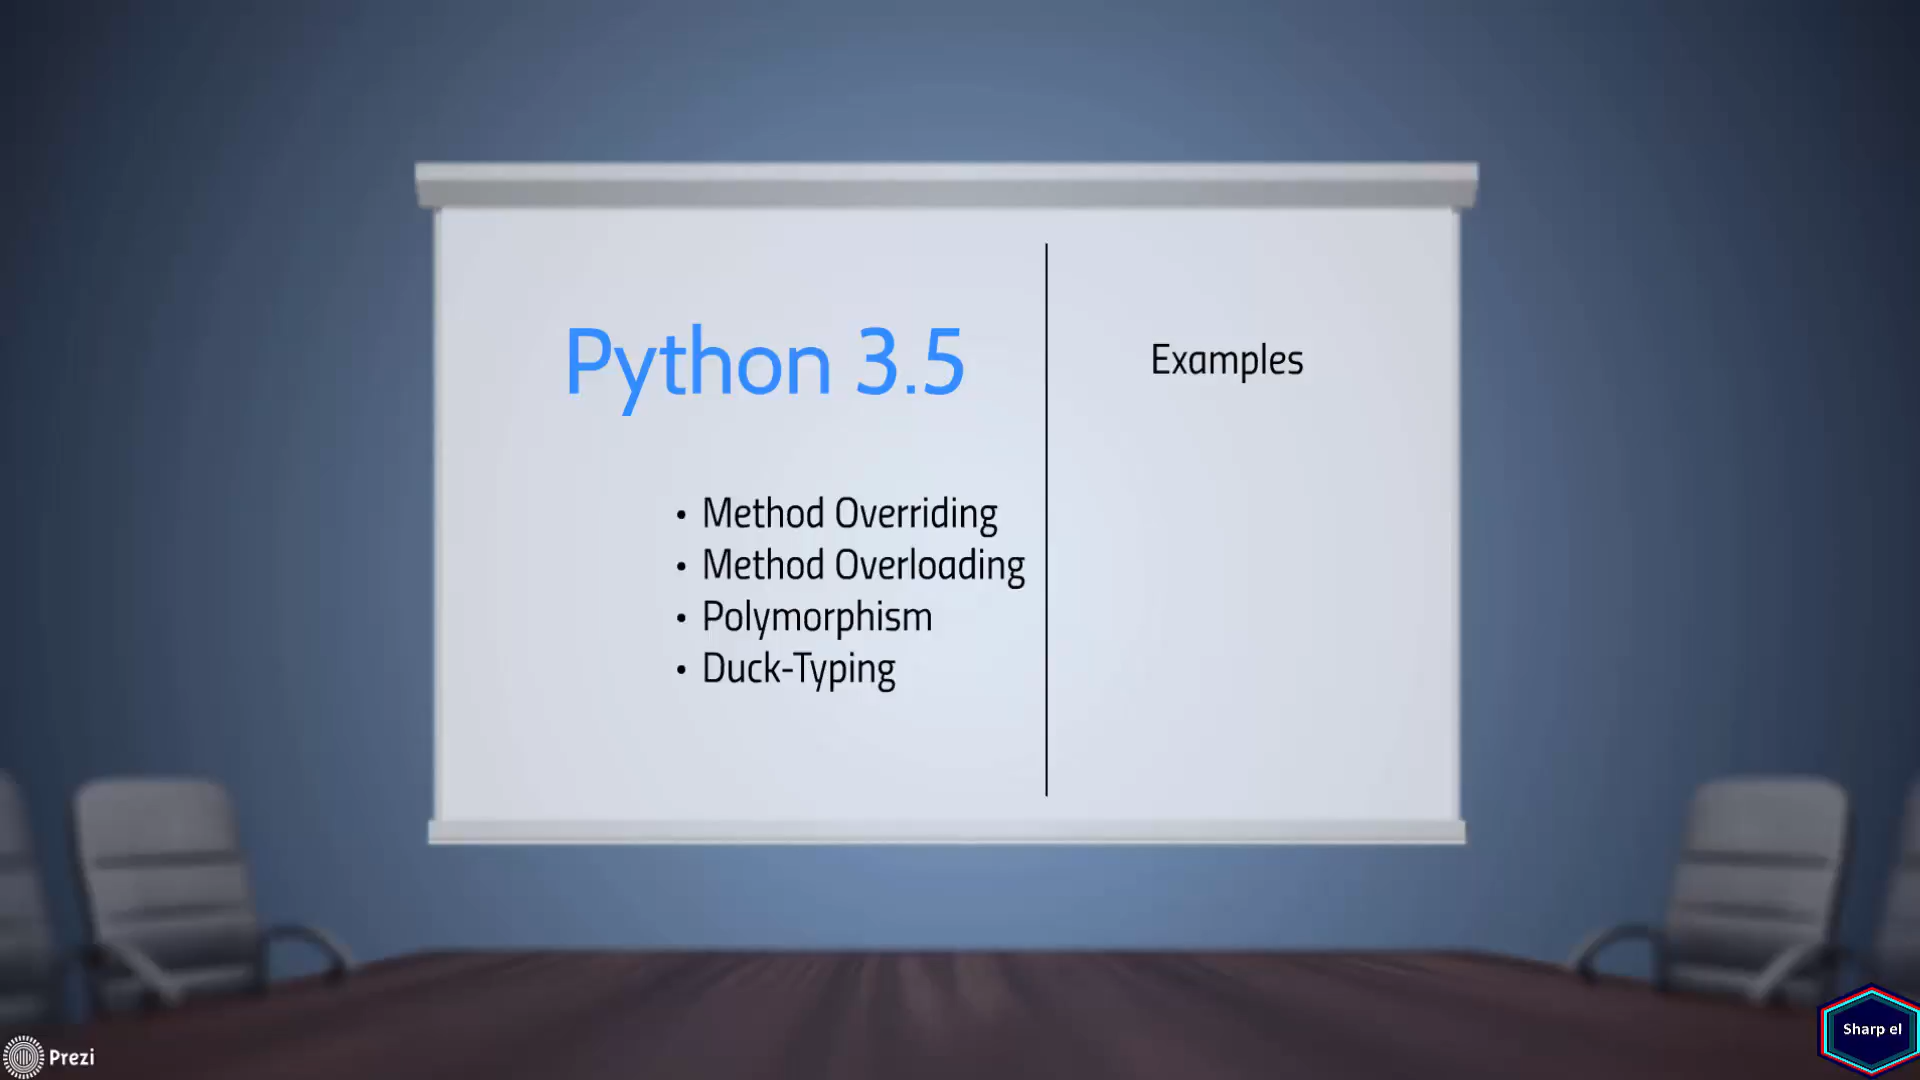 Python 3.5
• Method Overriding
• Method Overloading
• Polymorphism
• Duck-Typing
Examples
Prezi
Sharp el